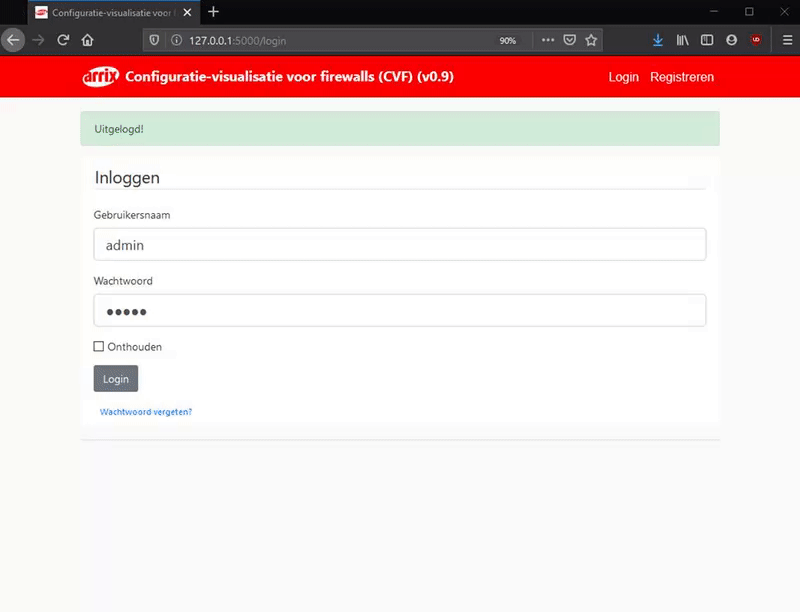 Configuratie-visualisatie voor
127.0.0.1:5000/login
90%
arrix Configuratie-visualisatie voor firewalls (CVF) (v0.9)
Login Registreren
Uitgelogd!
Inloggen
Gebruikersnaam
admin
Wachtwoord
●●●●●
Onthouden
Login
Wachtwoord vergeten?